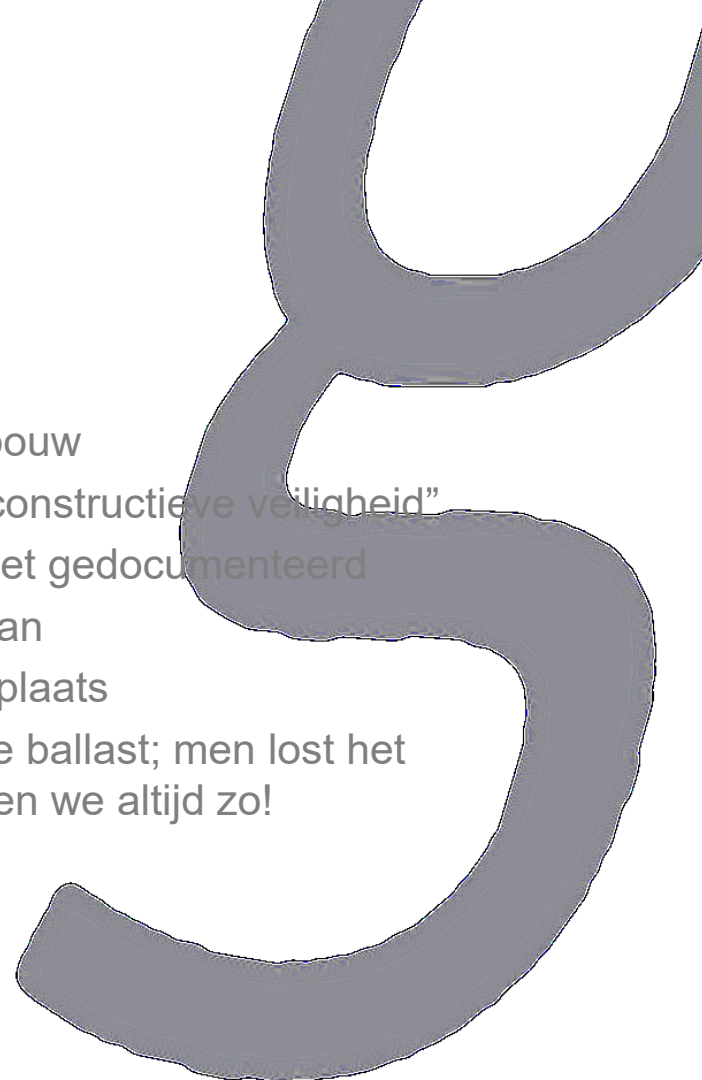 ouw
constructieve veiligheid”
et gedocumenteerd
an
plaats
e ballast; men lost het
en we altijd zo!